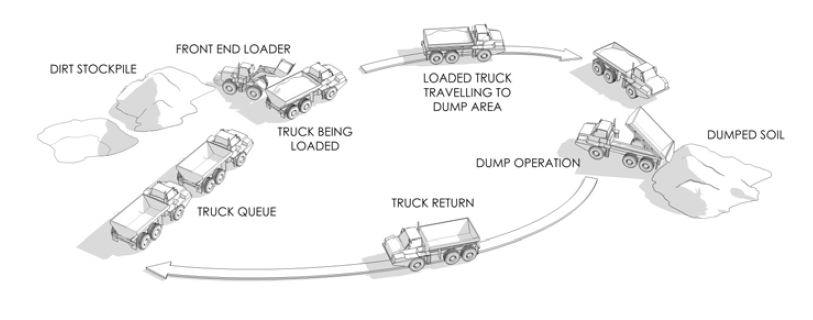 FRONT END LOADER
DIRT STOCKPILE
LOADED TRUCK
TRAVELLING TO
DUMP AREA
TRUCK BEING
LOADED
DUMPED SOIL
DUMP OPERATION
TRUCK QUEUE
TRUCK RETURN